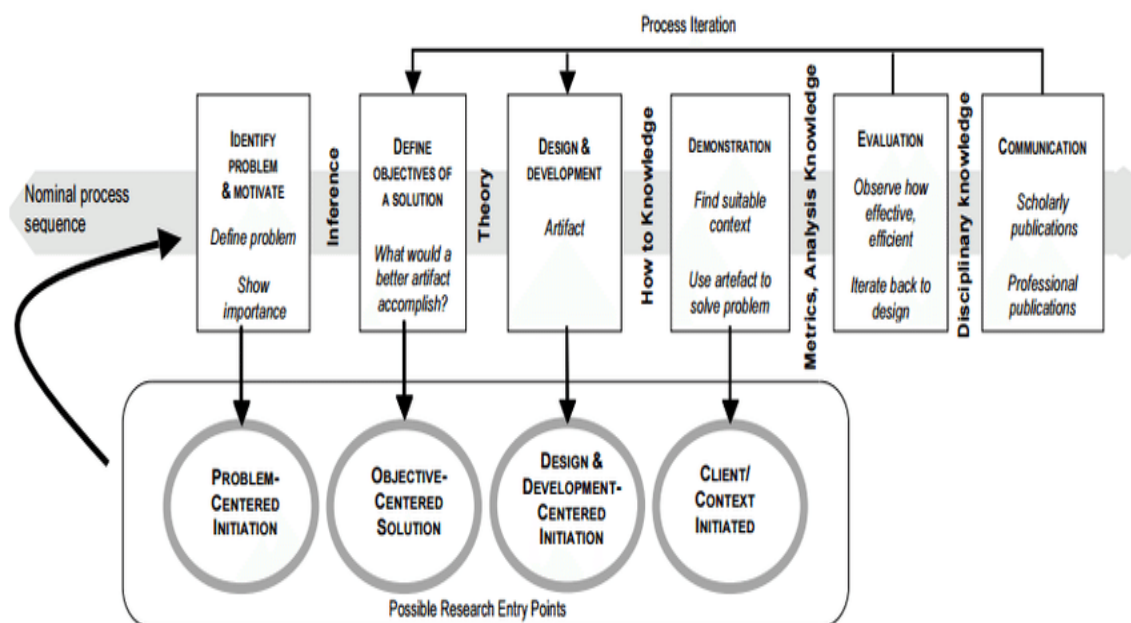 Process Iteration
Nominal process
sequence
IDENTIFY
PROBLEM
& MOTIVATE
Define problem
Show
importance
Inference
DEFINE
OBJECTIVES OF
A SOLUTION
What would a
better artifact
accomplish?
Theory
DESIGN &
DEVELOPMENT
Artifact
How to Knowledge
DEMONSTRATION
Find suitable
context
Use artefact to
solve problem
Metrics, Analysis Knowledge
EVALUATION
Observe how
effective,
efficient
Iterate back to
design
Disciplinary knowledge
COMMUNICATION
Scholarly
publications
Professional
publications
PROBLEM-
CENTERED
INITIATION
OBJECTIVE-
CENTERED
SOLUTION
DESIGN &
DEVELOPMENT-
CENTERED
INITIATION
CLIENT/
CONTEXT
INITIATED
Possible Research Entry Points